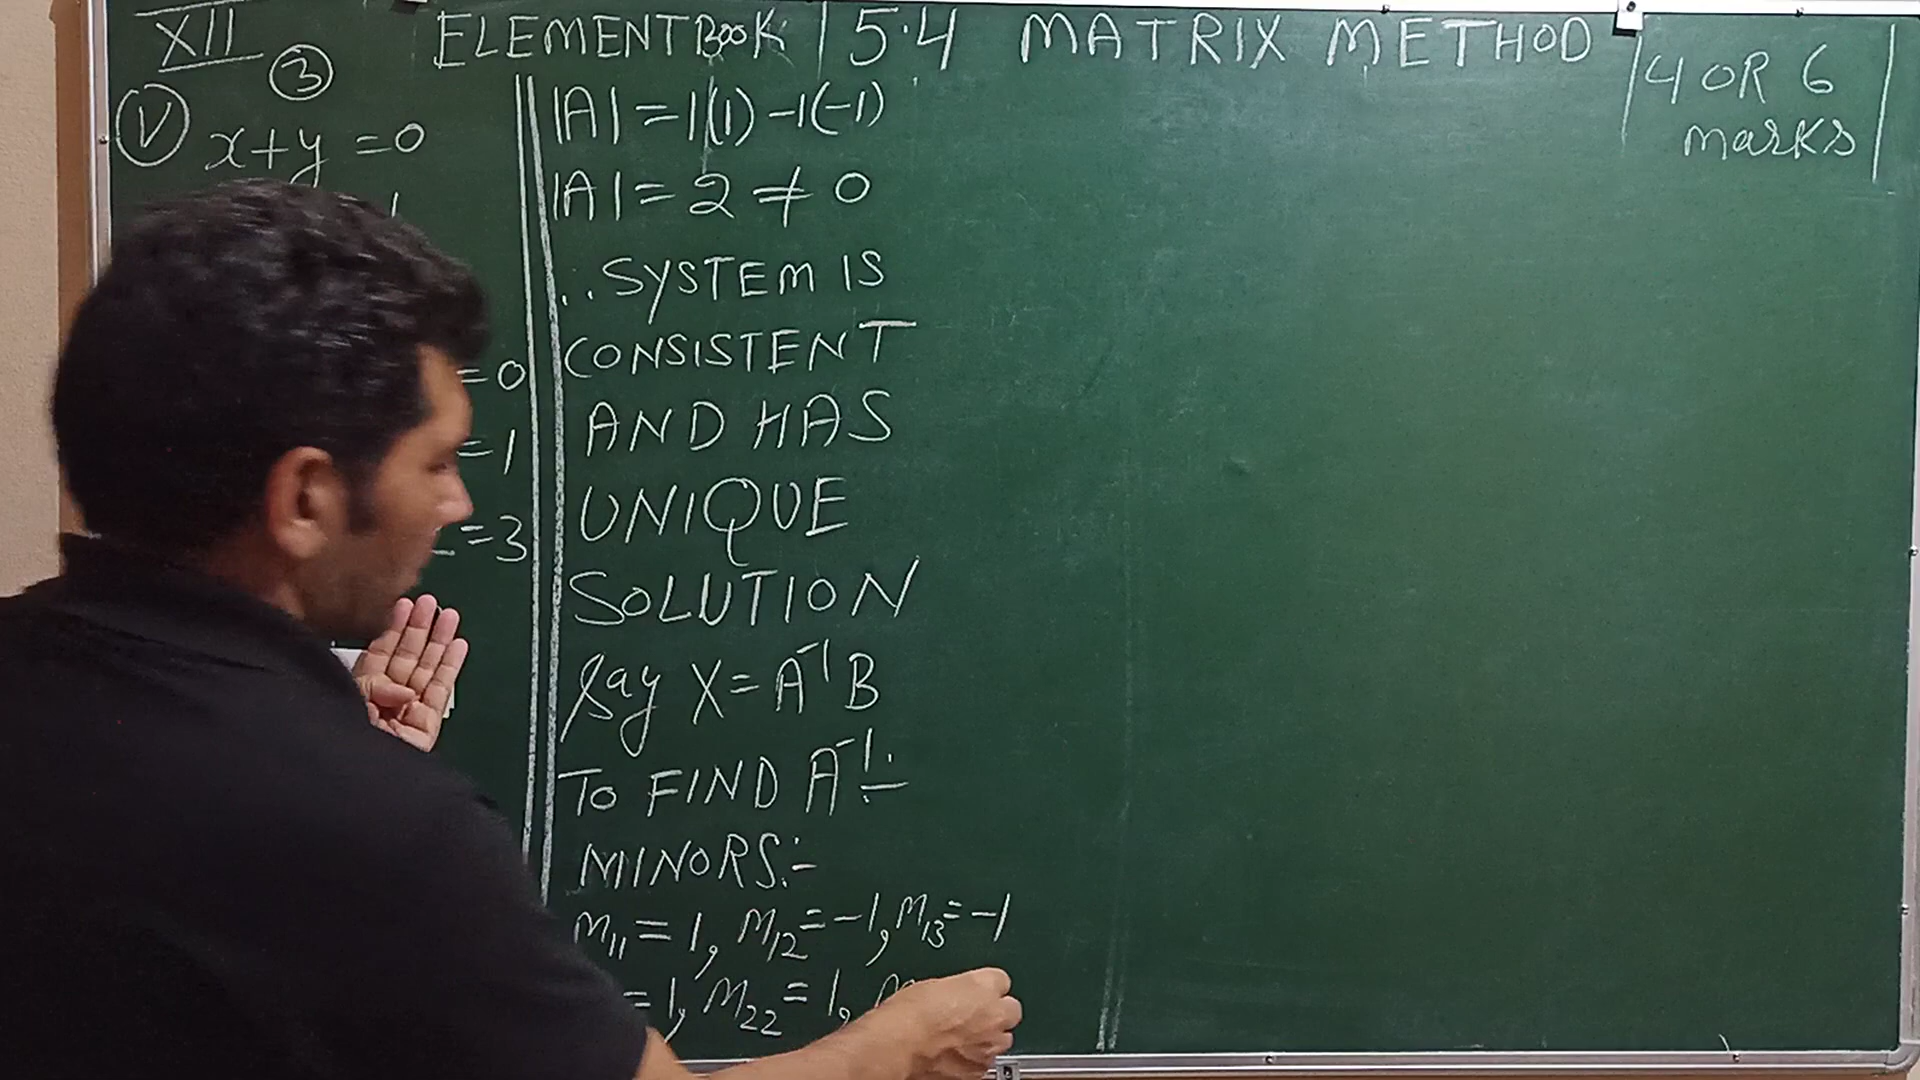 XII ELEMENT BOOK: | 5.4 MATRIX METHOD | 4 OR 6 marks |
3
V x+y=0
=0
=1
=3
|A| = 1(1) -1(-1)
|A| = 2 ≠ 0
∴ SYSTEM IS
CONSISTENT
AND HAS
UNIQUE
SOLUTION
say X = A⁻¹B
TO FIND A⁻¹:-
MINORS:-
M₁₁ = 1, M₁₂ = -1, M₁₃ = -1
= 1, M₂₂ = 1,